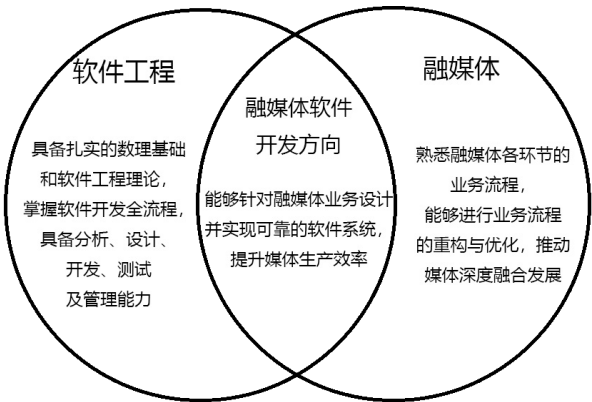 软件工程
具备扎实的数理基础
和软件工程理论，
掌握软件开发全流程，
具备分析、设计、
开发、测试
及管理能力
融媒体软件
开发方向
能够针对融媒体业务设计
并实现可靠的软件系统，
提升媒体生产效率
融媒体
熟悉融媒体各环节的
业务流程，
能够进行业务流程
的重构与优化，推动
媒体深度融合发展